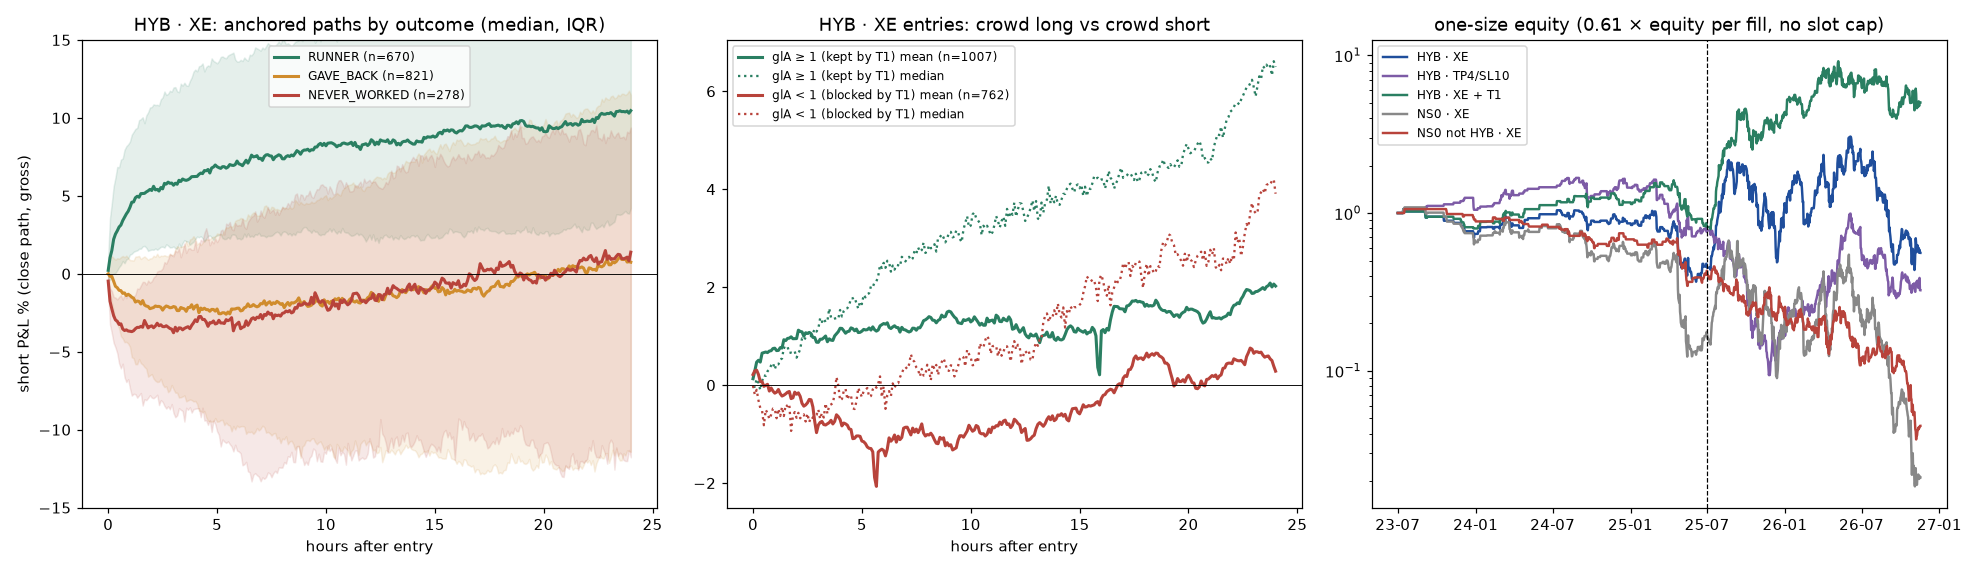 HYB · XE: anchored paths by outcome (median, IQR)
RUNNER (n=670)
GAVE_BACK (n=821)
NEVER_WORKED (n=278)
short P&L % (close path, gross)
15
10
5
0
−5
−10
−15
0
5
10
15
20
25
hours after entry
HYB · XE entries: crowd long vs crowd short
glA ≥ 1 (kept by T1) mean (n=1007)
glA ≥ 1 (kept by T1) median
glA < 1 (blocked by T1) mean (n=762)
glA < 1 (blocked by T1) median
6
4
2
0
−2
0
5
10
15
20
25
hours after entry
one-size equity (0.61 × equity per fill, no slot cap)
HYB · XE
HYB · TP4/SL10
HYB · XE + T1
NS0 · XE
NS0 not HYB · XE
10¹
10⁰
10⁻¹
23-07
24-01
24-07
25-01
25-07
26-01
26-07
27-01